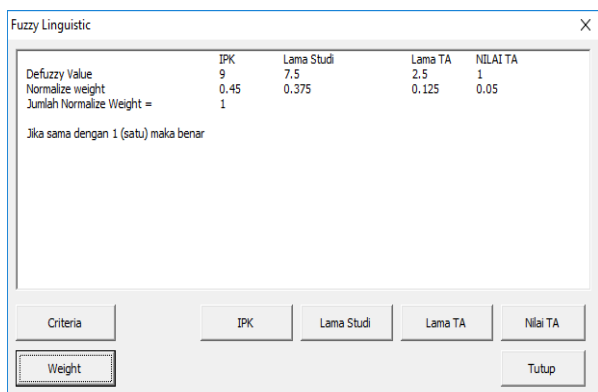 Fuzzy Linguistic
IPK Lama Studi Lama TA NILAI TA
Defuzzy Value 9 7.5 2.5 1
Normalize weight 0.45 0.375 0.125 0.05
Jumlah Normalize Weight = 1
Jika sama dengan 1 (satu) maka benar
Criteria IPK Lama Studi Lama TA Nilai TA
Weight Tutup